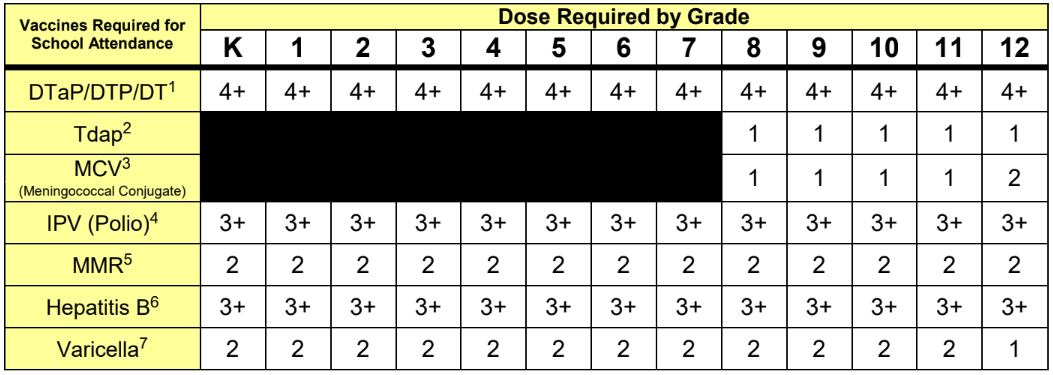 Vaccines Required for School Attendance Dose Required by Grade
K 1 2 3 4 5 6 7 8 9 10 11 12
DTaP/DTP/DT¹ 4+ 4+ 4+ 4+ 4+ 4+ 4+ 4+ 4+ 4+ 4+ 4+ 4+
Tdap² 1 1 1 1 1
MCV³ (Meningococcal Conjugate) 1 1 1 1 2
IPV (Polio)⁴ 3+ 3+ 3+ 3+ 3+ 3+ 3+ 3+ 3+ 3+ 3+ 3+ 3+
MMR⁵ 2 2 2 2 2 2 2 2 2 2 2 2 2
Hepatitis B⁶ 3+ 3+ 3+ 3+ 3+ 3+ 3+ 3+ 3+ 3+ 3+ 3+ 3+
Varicella⁷ 2 2 2 2 2 2 2 2 2 2 2 2 1